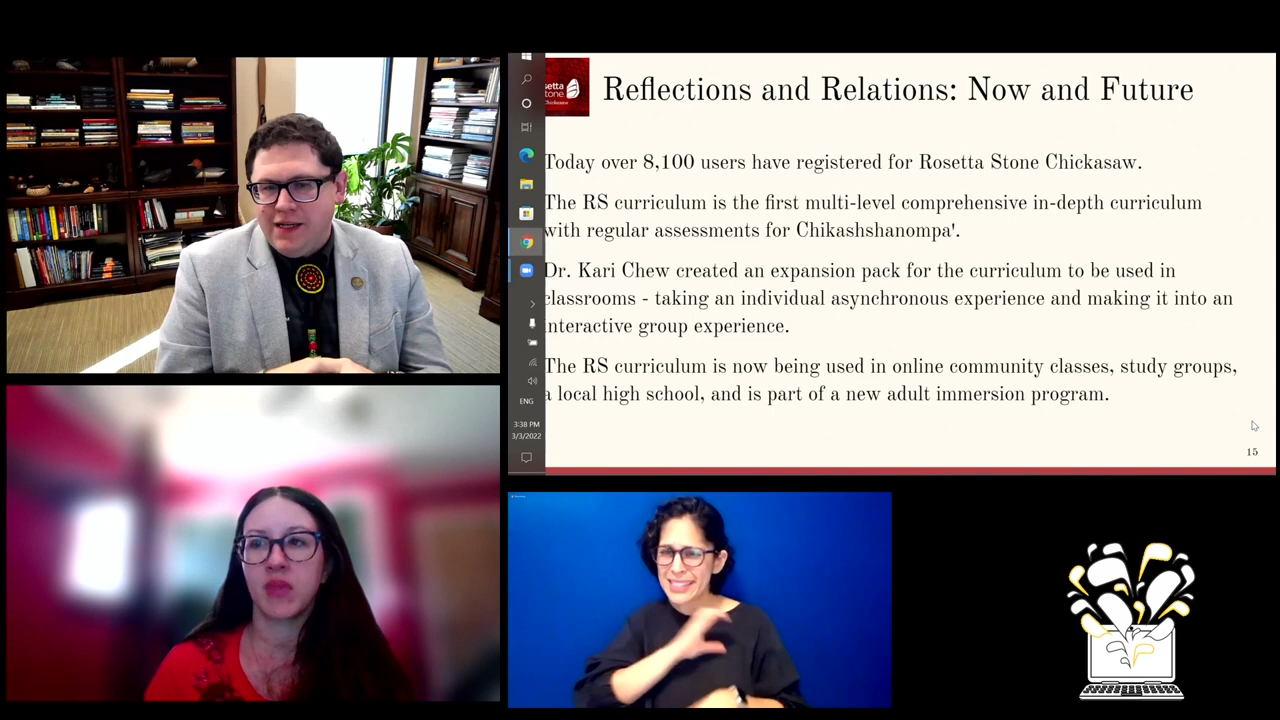 setta
Stone
Chickasaw
Reflections and Relations: Now and Future
Today over 8,100 users have registered for Rosetta Stone Chickasaw.
The RS curriculum is the first multi-level comprehensive in-depth curriculum
with regular assessments for Chikashshanompa'.
Dr. Kari Chew created an expansion pack for the curriculum to be used in
classrooms - taking an individual asynchronous experience and making it into an
interactive group experience.
The RS curriculum is now being used in online community classes, study groups,
a local high school, and is part of a new adult immersion program.
ENG
3:38 PM
3/3/2022
15